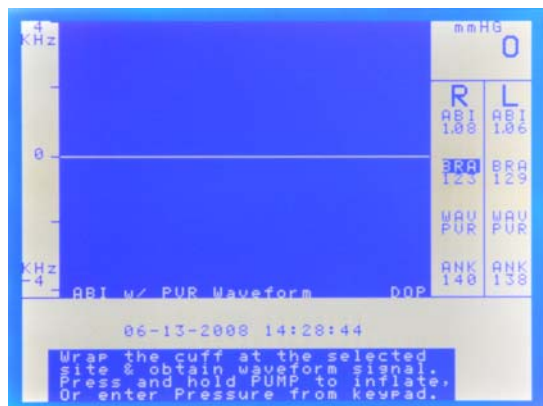 4
KHz
mmHG
0
R L
ABI ABI
1.08 1.06
0
BRA BRA
123 129
WAV WAV
PVR PVR
KHz
-4
ANK ANK
140 138
ABI w/ PVR Waveform DOP
06-13-2008 14:28:44
Wrap the cuff at the selected
site & obtain waveform signal.
Press and hold PUMP to inflate,
Or enter Pressure from keypad.